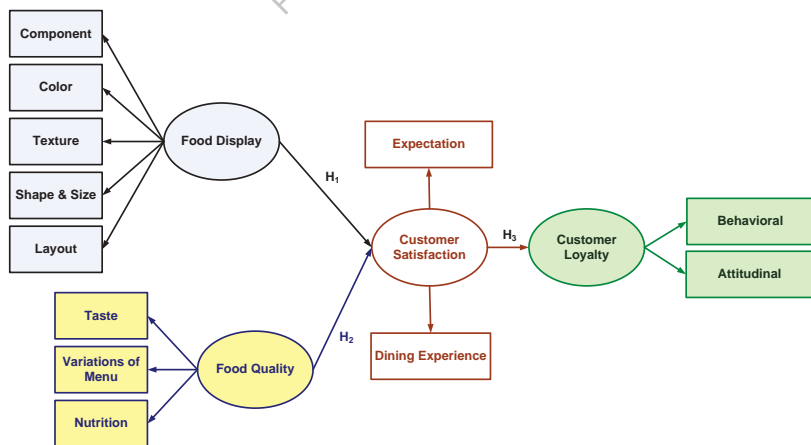 Component
Color
Texture
Shape & Size
Layout
Food Display
H1
Expectation
Customer
Satisfaction
H3
Customer
Loyalty
Behavioral
Attitudinal
Dining Experience
H2
Taste
Variations of
Menu
Nutrition
Food Quality